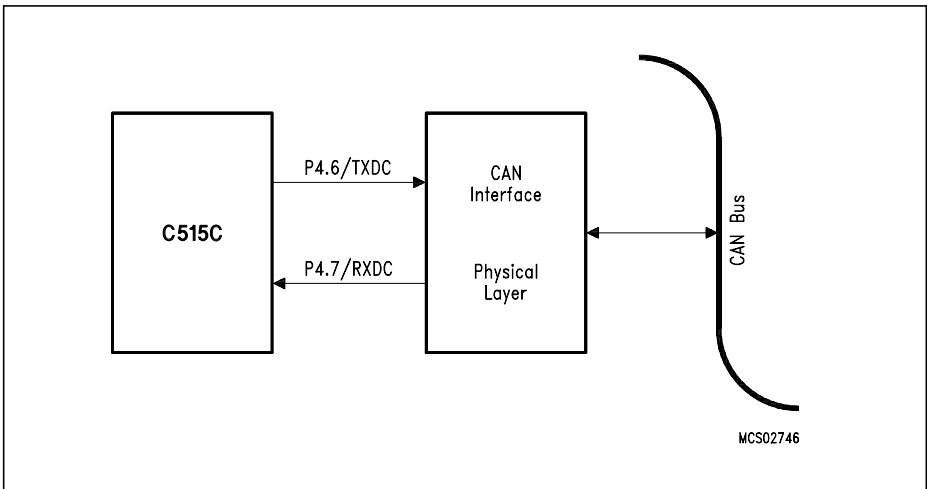 P4.6/TXDC
CAN
Interface
C515C
P4.7/RXDC
Physical
Layer
CAN Bus
MCS02746